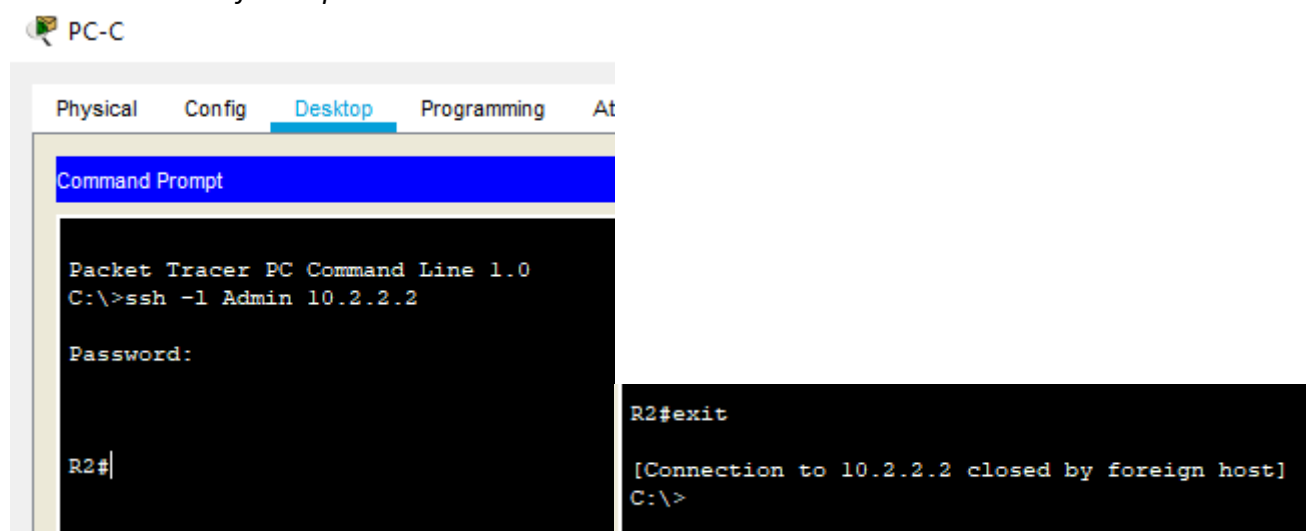 PC-C
Physical Config Desktop Programming
Command Prompt
Packet Tracer PC Command Line 1.0
C:\>ssh -l Admin 10.2.2.2
Password:
R2#
R2#exit
[Connection to 10.2.2.2 closed by foreign host]
C:\>